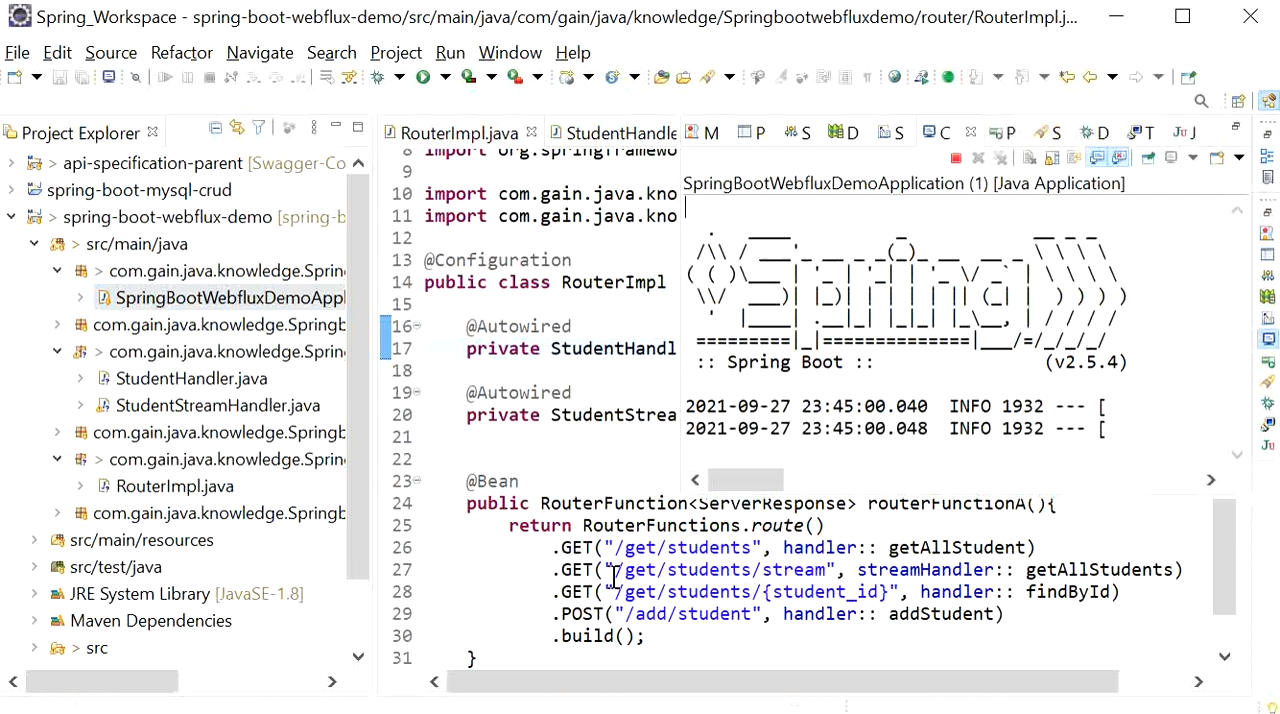 Spring_Workspace - spring-boot-webflux-demo/src/main/java/com/gain/java/knowledge/Springbootwebfluxdemo/router/RouterImpl.j...
File Edit Source Refactor Navigate Search Project Run Window Help
Project Explorer
api-specification-parent [Swagger-Co
spring-boot-mysql-crud
> spring-boot-webflux-demo [spring-b
> src/main/java
> com.gain.java.knowledge.Sprin
SpringBootWebfluxDemoAppl
com.gain.java.knowledge.Springb
> com.gain.java.knowledge.Sprin
StudentHandler.java
StudentStreamHandler.java
com.gain.java.knowledge.Springb
> com.gain.java.knowledge.Sprin
RouterImpl.java
com.gain.java.knowledge.Springb
src/main/resources
src/test/java
JRE System Library [JavaSE-1.8]
Maven Dependencies
> src
RouterImpl.java StudentHandle
8 import org.springframewo
9
10 import com.gain.java.kno
11 import com.gain.java.kno
12
13 @Configuration
14 public class RouterImpl
15
16 @Autowired
17 private StudentHandl
18
19 @Autowired
20 private StudentStrea
21
22
23 @Bean
24 public RouterFunction<ServerResponse> routerFunctionA(){
25 return RouterFunctions.route()
26 .GET("/get/students", handler:: getAllStudent)
27 .GET("/get/students/stream", streamHandler:: getAllStudents)
28 .GET("/get/students/{student_id}", handler:: findById)
29 .POST("/add/student", handler:: addStudent)
30 .build();
31 }
M P S D S C P S D T J
SpringBootWebfluxDemoApplication (1) [Java Application]
Spring
:: Spring Boot :: (v2.5.4)
2021-09-27 23:45:00.040 INFO 1932 --- [
2021-09-27 23:45:00.048 INFO 1932 --- [